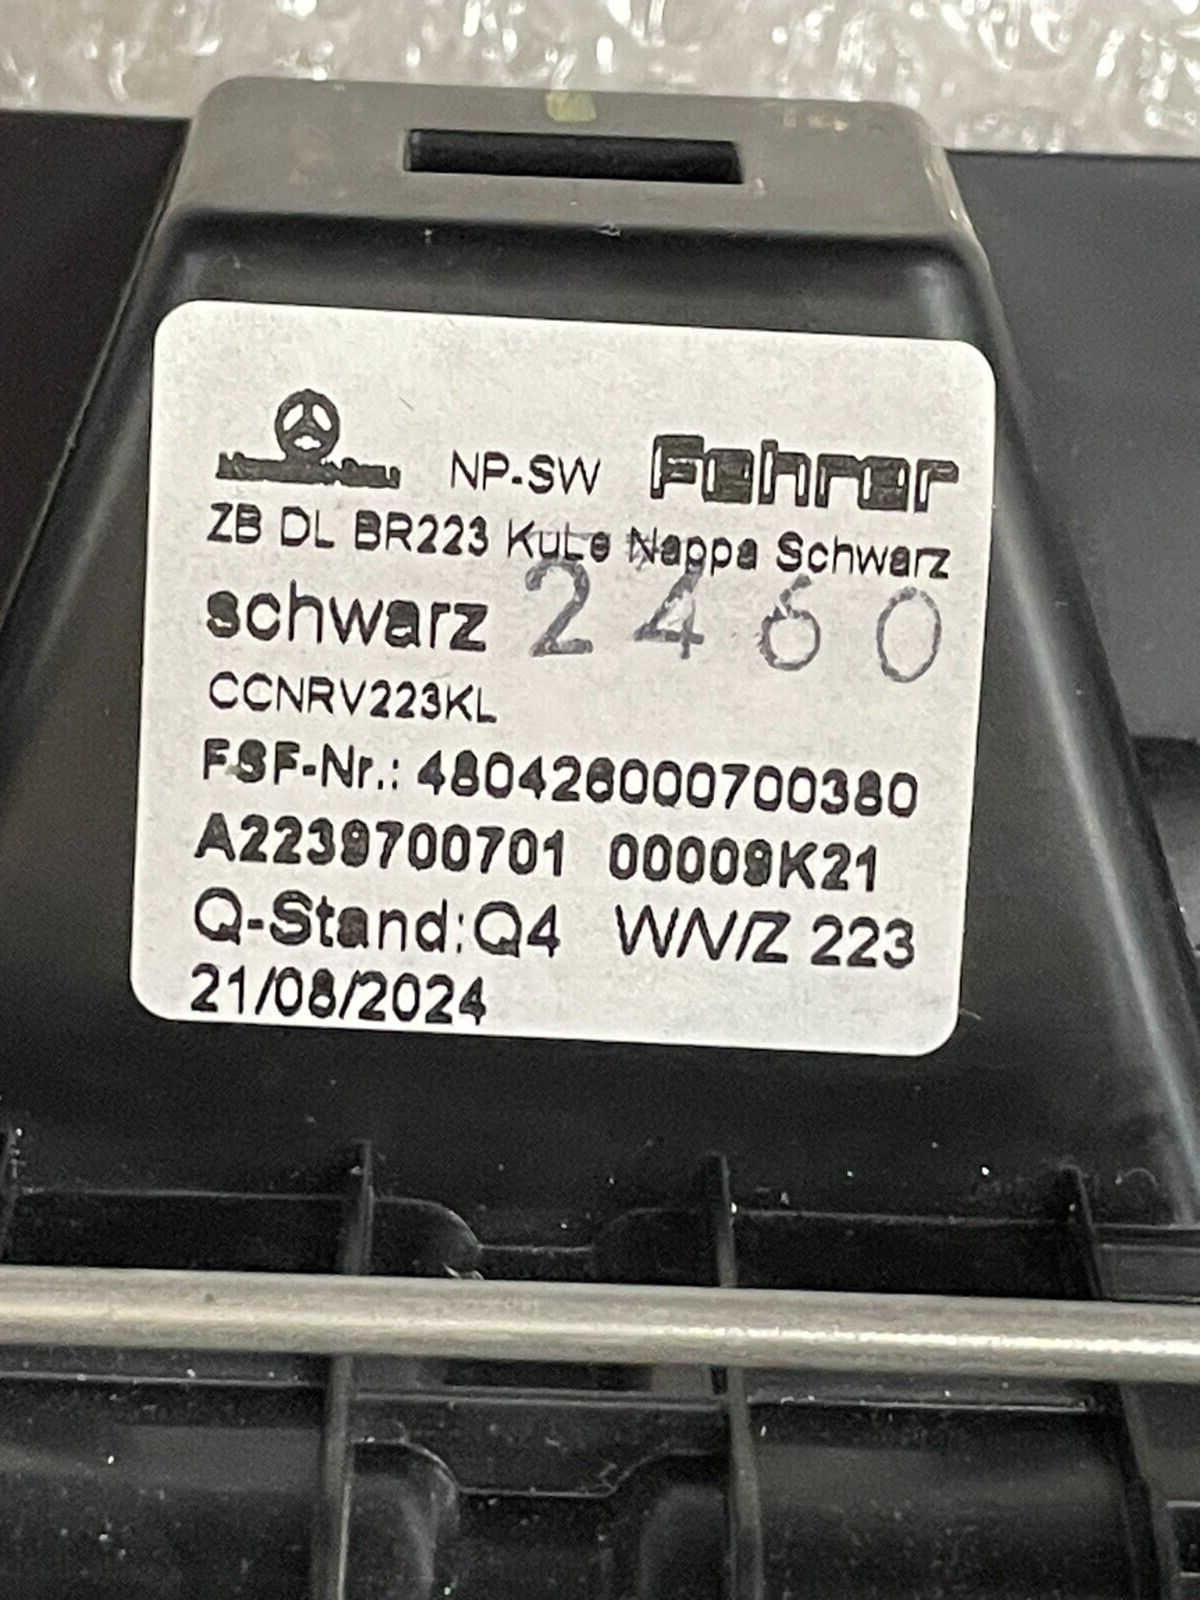 NP-SW Fehrer
ZB DL BR223 KuLe Nappa Schwarz
schwarz 2460
CCNRV223KL
FSF-Nr.: 4804260000700380
A2239700701 00009K21
Q-Stand:Q4 W/V/Z 223
21/08/2024